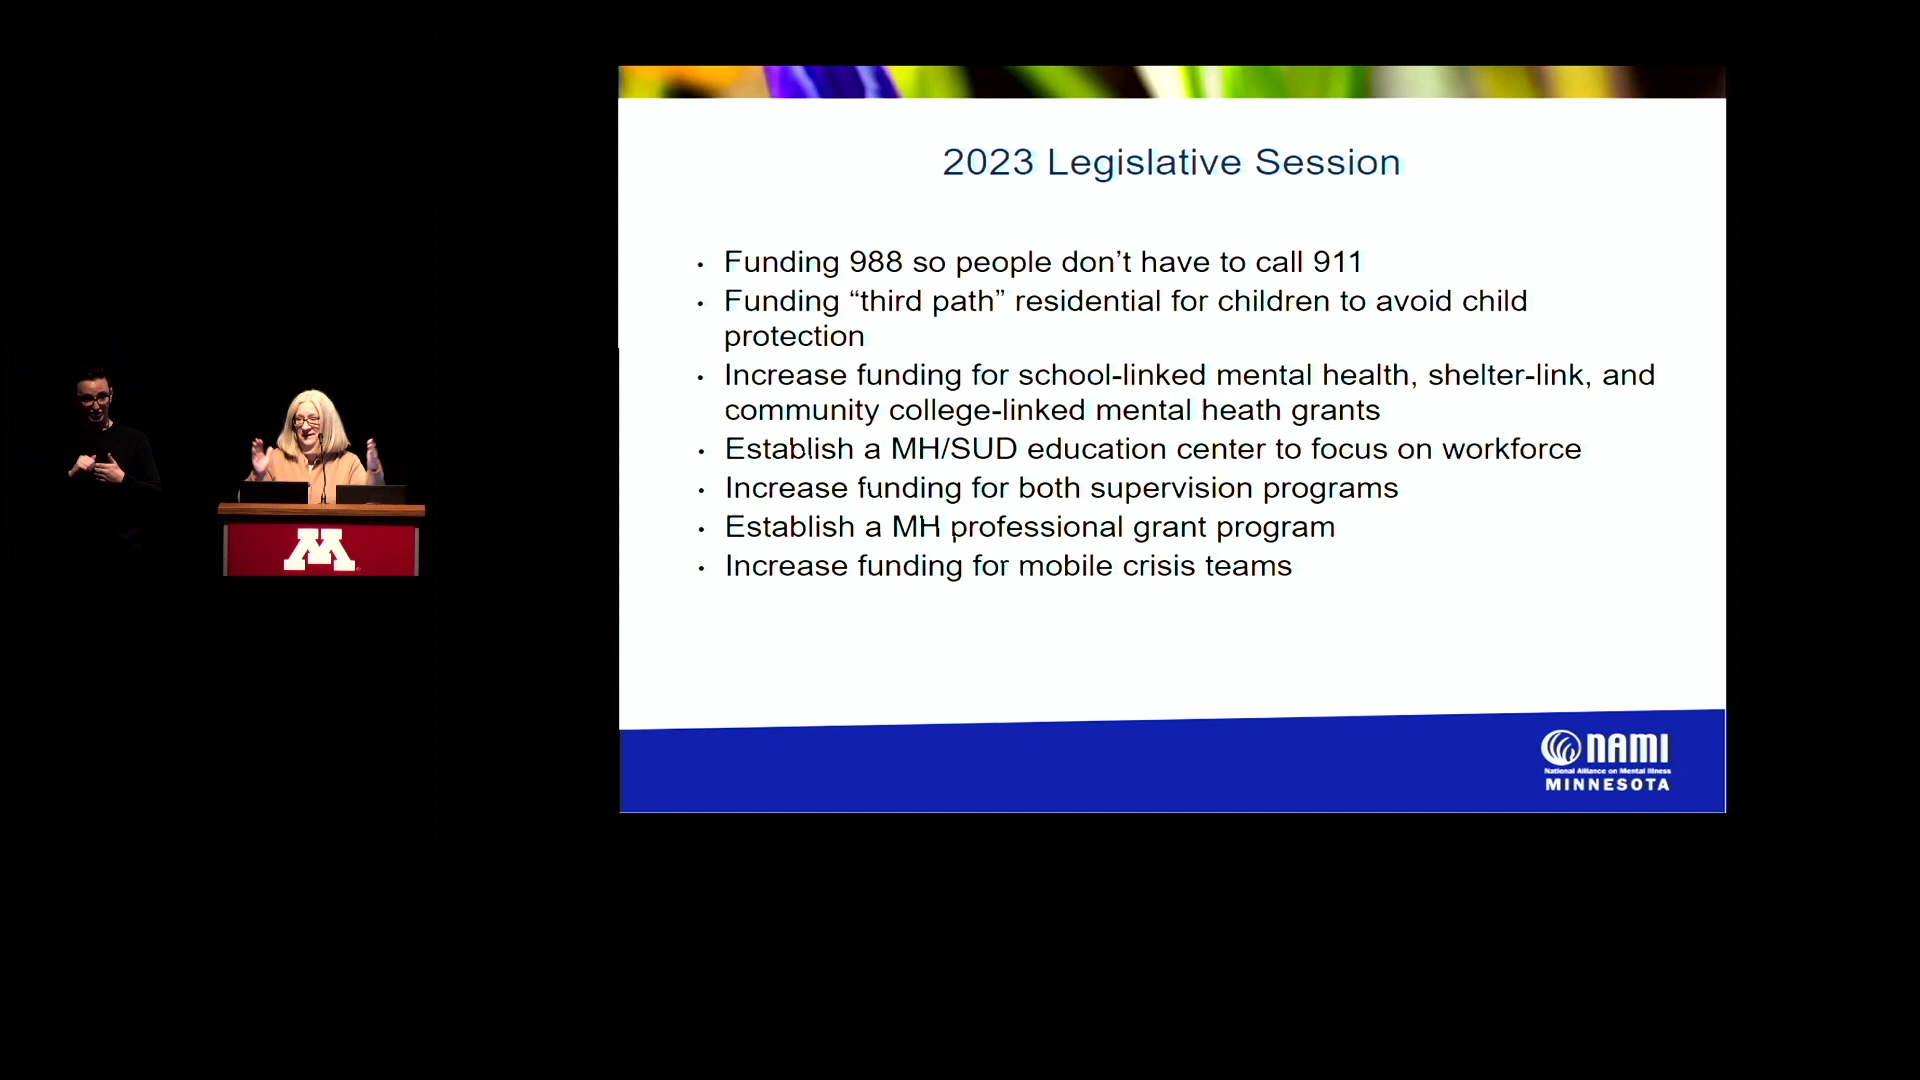 2023 Legislative Session
• Funding 988 so people don’t have to call 911
• Funding “third path” residential for children to avoid child
protection
• Increase funding for school-linked mental health, shelter-link, and
community college-linked mental heath grants
• Establish a MH/SUD education center to focus on workforce
• Increase funding for both supervision programs
• Establish a MH professional grant program
• Increase funding for mobile crisis teams
NAMI
National Alliance on Mental Illness
MINNESOTA
M